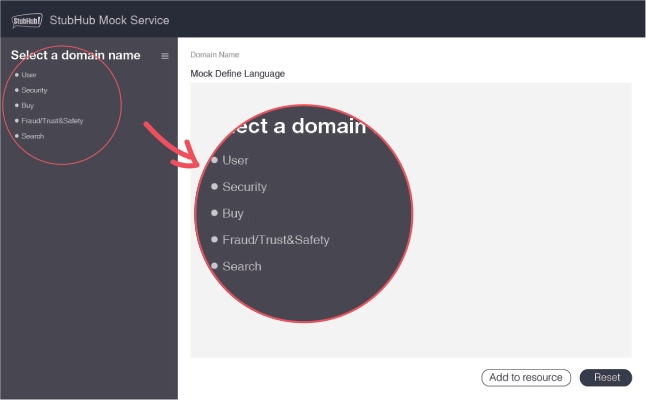 StubHub!
StubHub Mock Service
Select a domain name
User
Security
Buy
Fraud/Trust&Safety
Search
Domain Name
Mock Define Language
ect a domain
User
Security
Buy
Fraud/Trust&Safety
Search
Add to resource
Reset